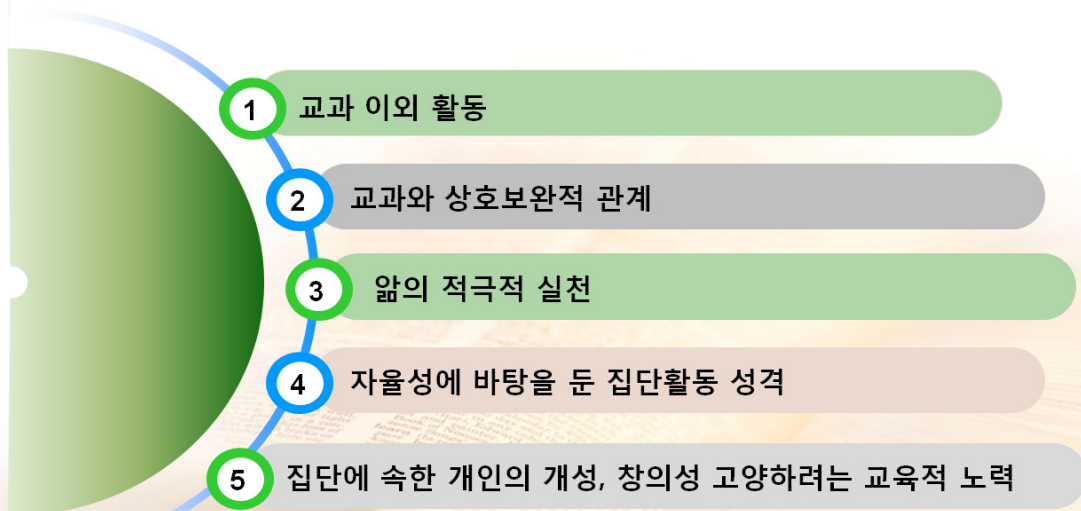 1 교과 이외 활동
2 교과와 상호보완적 관계
3 앎의 적극적 실천
4 자율성에 바탕을 둔 집단활동 성격
5 집단에 속한 개인의 개성, 창의성 고양하려는 교육적 노력